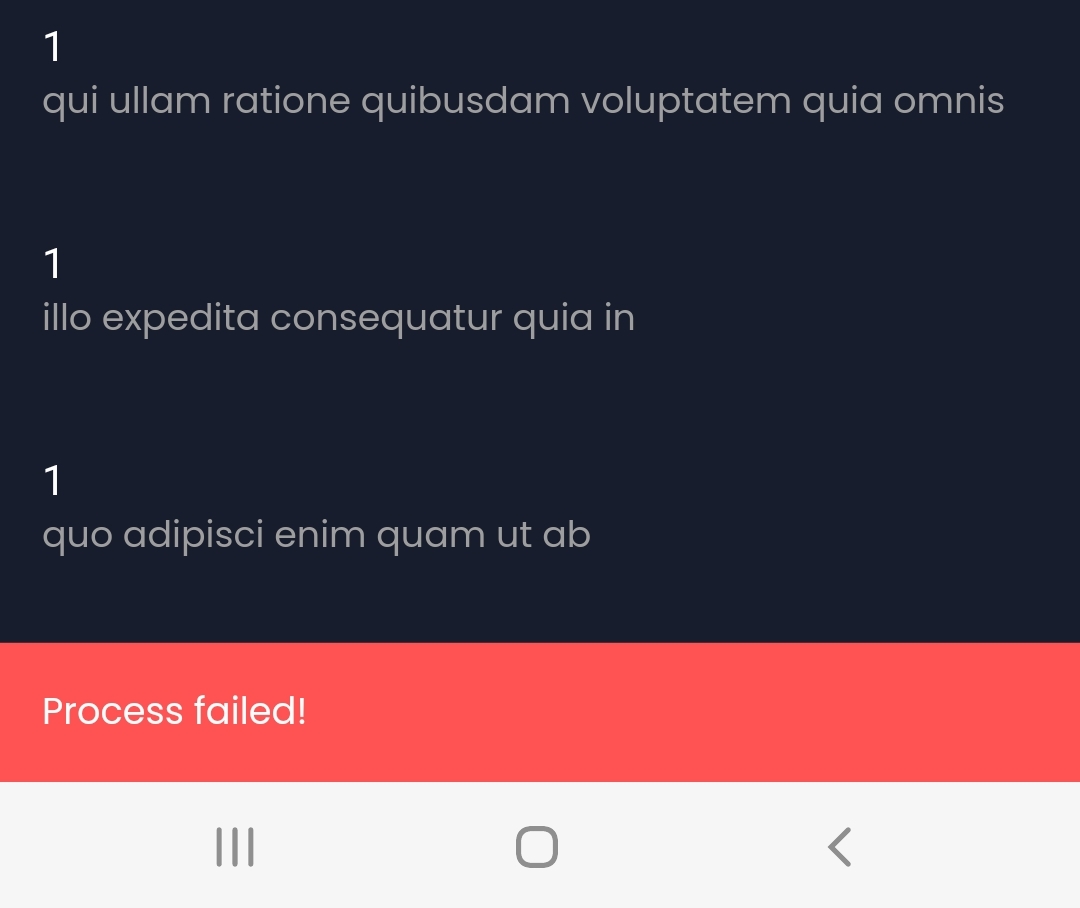 1
qui ullam ratione quibusdam voluptatem quia omnis
1
illo expedita consequatur quia in
1
quo adipisci enim quam ut ab
Process failed!